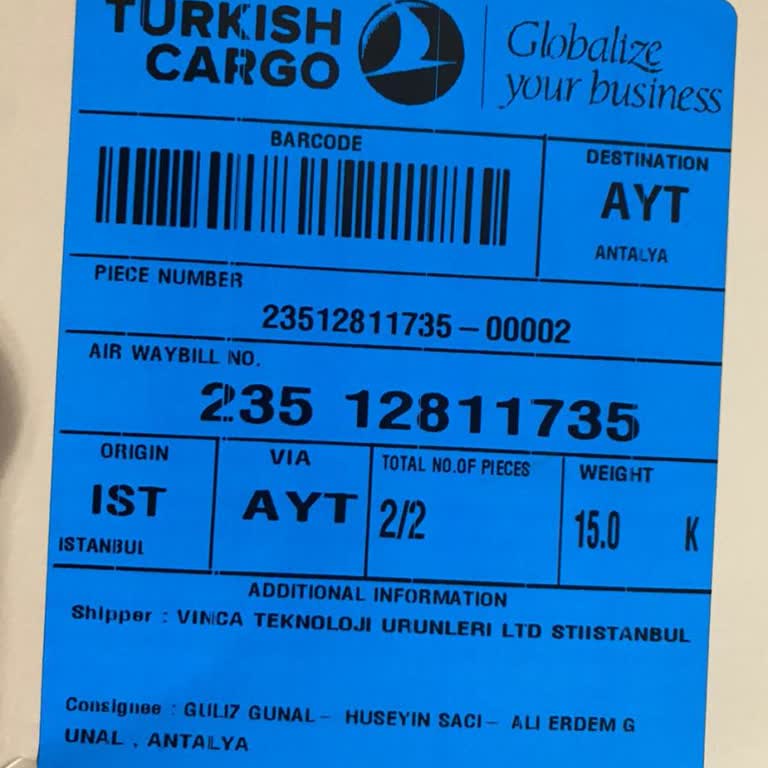 TURKISH
CARGO
Globalize
your business
BARCODE
DESTINATION
AYT
ANTALYA
PIECE NUMBER
23512811735 – 00002
AIR WAYBILL NO.
235 12811735
ORIGIN
IST
ISTANBUL
VIA
AYT
TOTAL NO.OF PIECES
2/2
WEIGHT
15.0 K
ADDITIONAL INFORMATION
Shipper : VINCA TEKNOLOJI URUNLERI LTD STIISTANBUL
Consignee : GULIZ GUNAL – HUSEYIN SACI – ALI ERDEM G
UNAL , ANTALYA